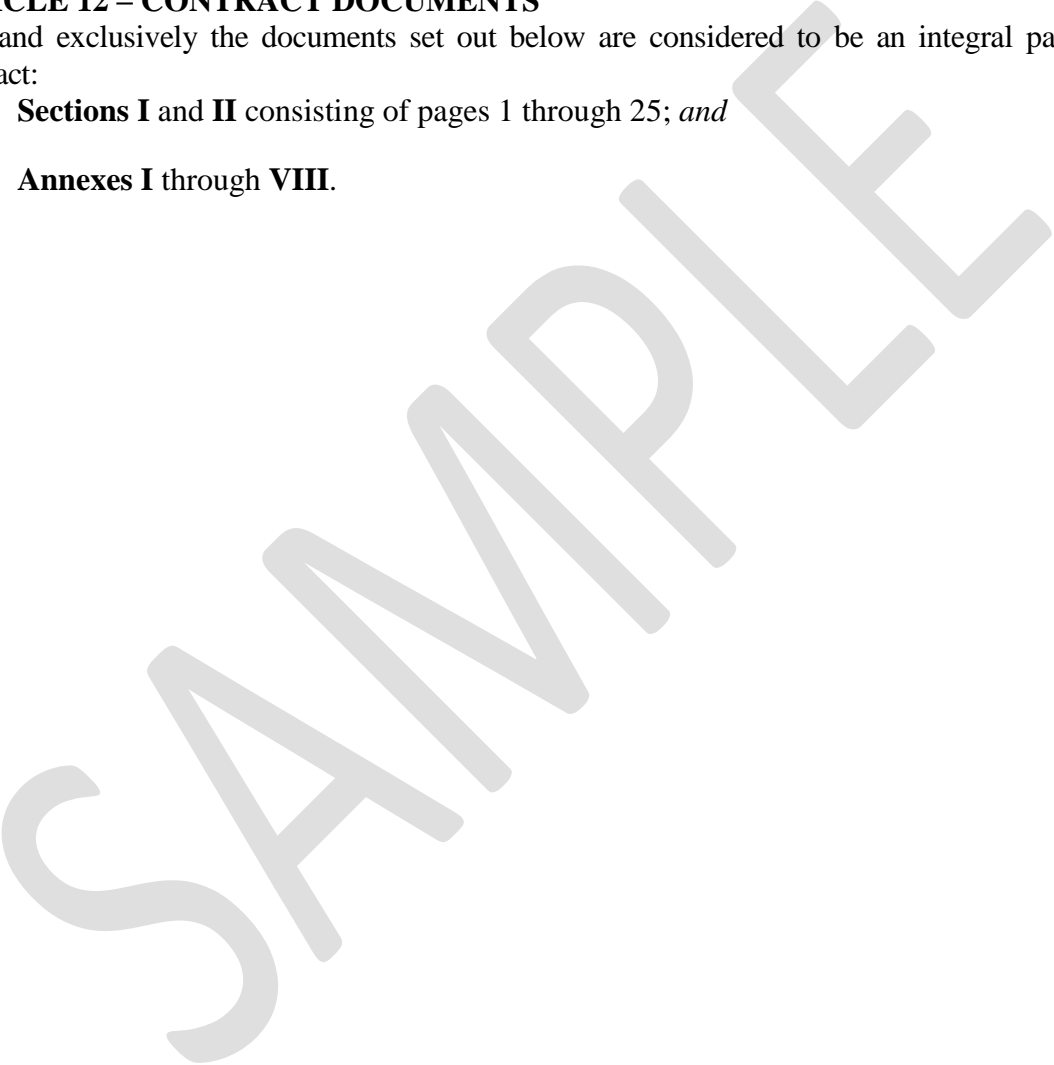 CLE 12 – CONTRACT DOCUMENTS
and exclusively the documents set out below are considered to be an integral pa
act:
Sections I and II consisting of pages 1 through 25; and
Annexes I through VIII.
SAMPLE